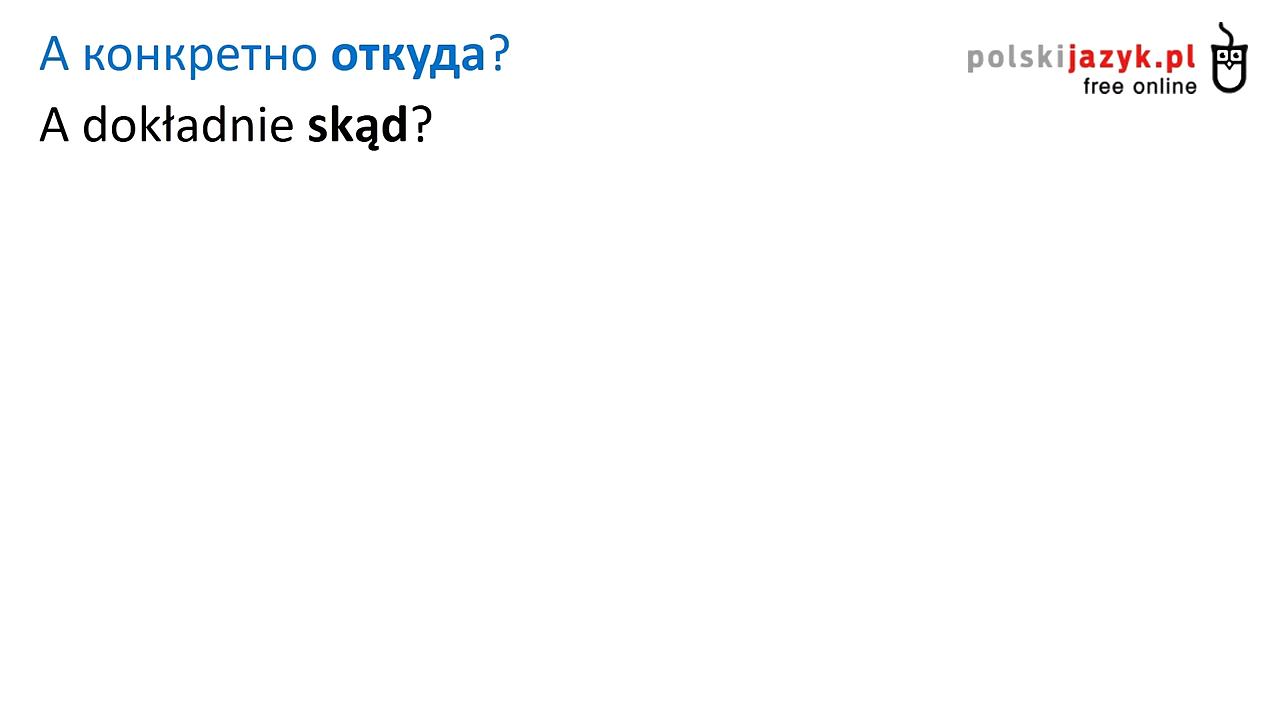 А конкретно откуда?
A dokładnie skąd?
polskijazyk.pl
free online